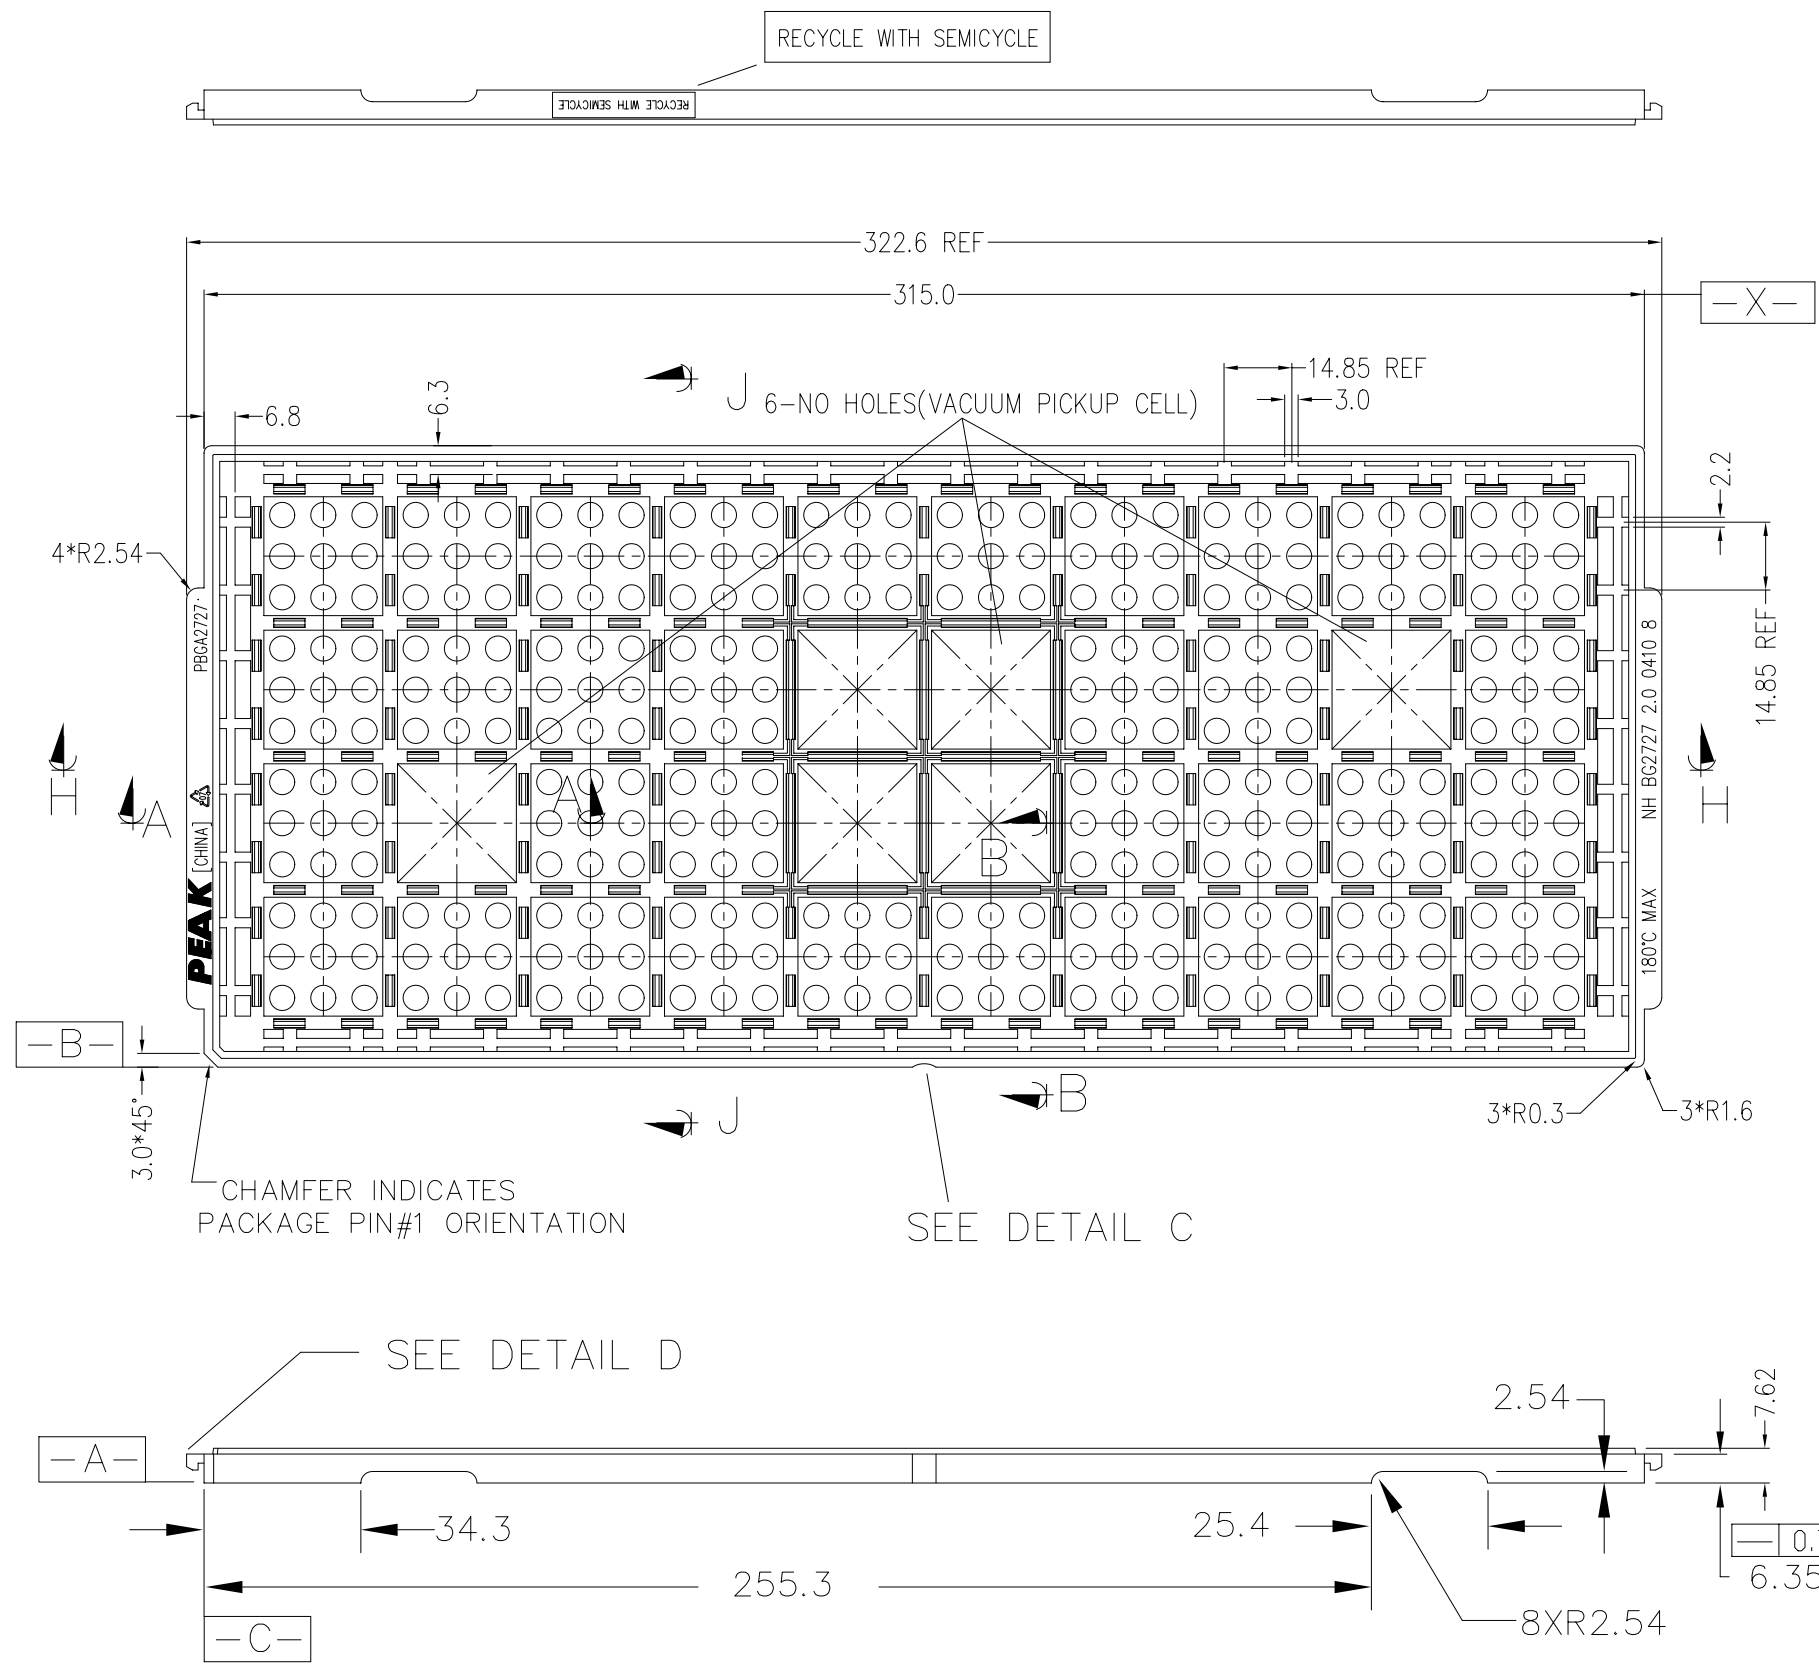 RECYCLE WITH SEMICYCLE
RECYCLE WITH SEMICYCLE
322.6 REF
315.0
-X-
14.85 REF
3.0
6.3
6.8
J
6-NO HOLES(VACUUM PICKUP CELL)
2.2
14.85 REF
4*R2.54
PBGA2727
[CHINA]
PEAK
NH BG2727 2.0 0410 8
180°C MAX
H
A
A
B
H
-B-
3.0*45°
J
B
3*R0.3
3*R1.6
CHAMFER INDICATES
PACKAGE PIN#1 ORIENTATION
SEE DETAIL C
SEE DETAIL D
2.54
7.62
-A-
34.3
25.4
0.
6.35
255.3
8XR2.54
-C-